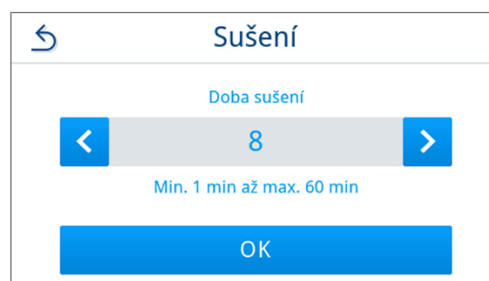 Sušení
Doba sušení
8
Min. 1 min až max. 60 min
OK